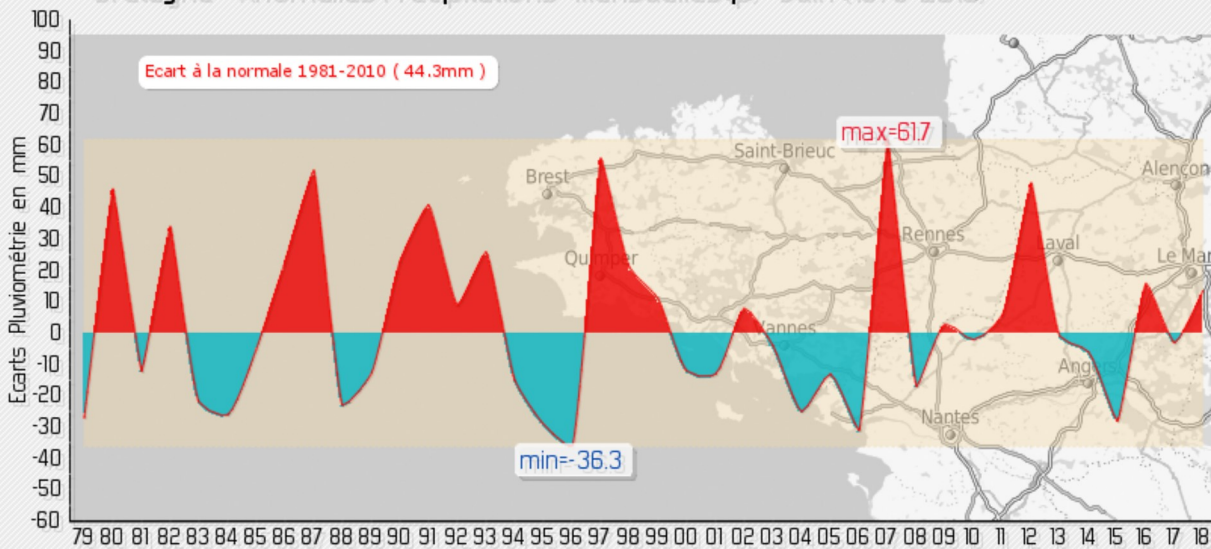 100
90
80
70
60
50
40
30
20
10
0
-10
-20
-30
-40
-50
-60
Ecarts Pluviométrie en mm
Ecart à la normale 1981-2010 ( 44.3mm )
max=61.7
Saint-Brieuc
Brest
Alençon
Rennes
Laval
Quimper
Le Mar
Vannes
Angers
Nantes
min=-36.3
79 80 81 82 83 84 85 86 87 88 89 90 91 92 93 94 95 96 97 98 99 00 01 02 03 04 05 06 07 08 09 10 11 12 13 14 15 16 17 18